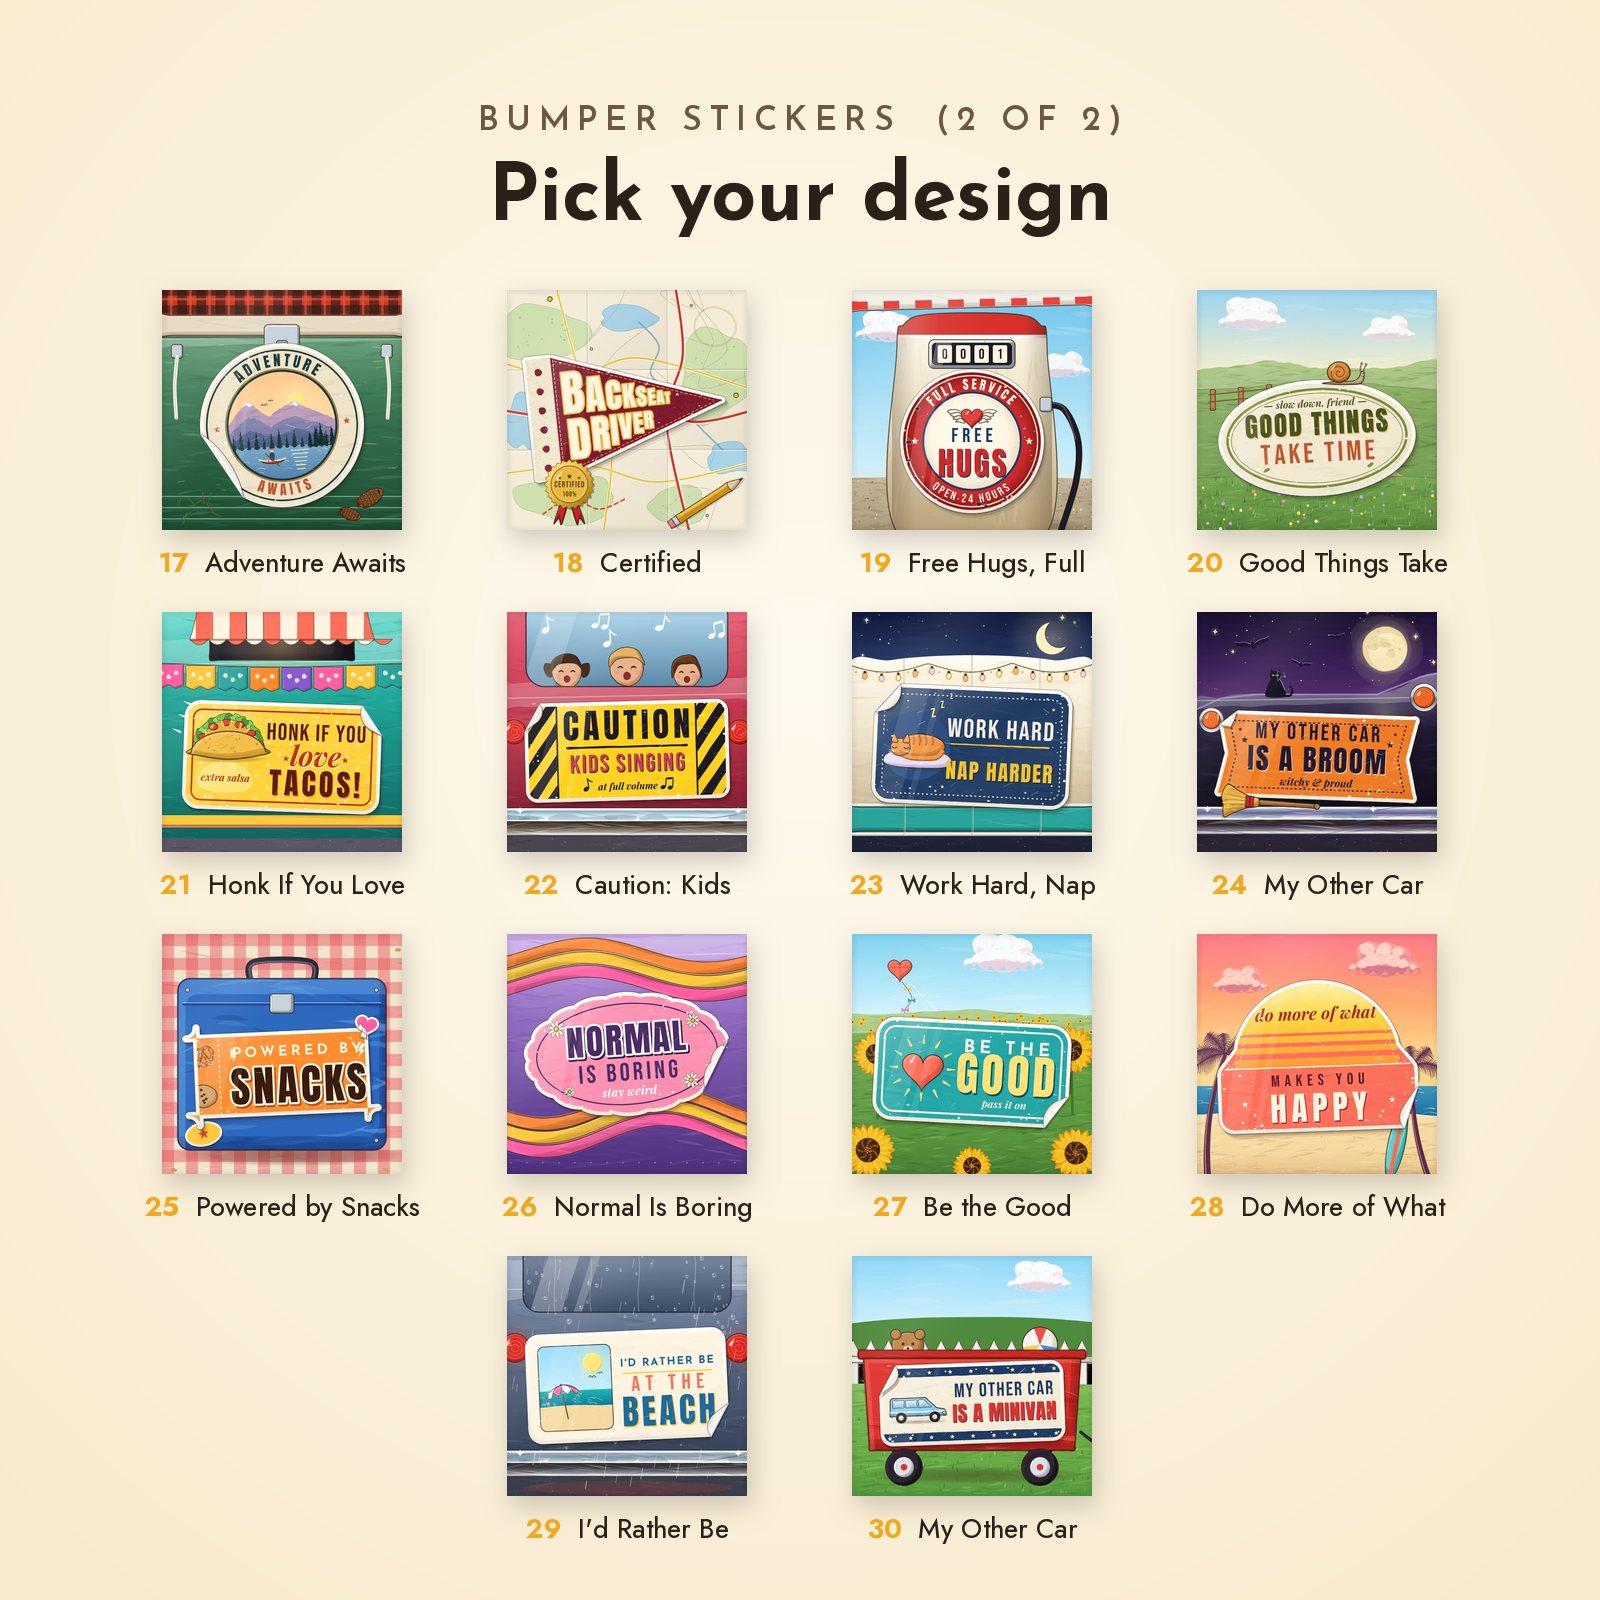 BUMPER STICKERS (2 OF 2)
Pick your design
ADVENTURE
AWAITS
17 Adventure Awaits
BACKSEAT
DRIVER
CERTIFIED
100%
18 Certified
0001
FULL SERVICE
FREE
HUGS
OPEN 24 HOURS
19 Free Hugs, Full
slow down, friend
GOOD THINGS
TAKE TIME
20 Good Things Take
HONK IF YOU
love
TACOS!
extra salsa
21 Honk If You Love
CAUTION
KIDS SINGING
at full volume
22 Caution: Kids
z z z
WORK HARD
NAP HARDER
23 Work Hard, Nap
MY OTHER CAR
IS A BROOM
witchy & proud
24 My Other Car
POWERED BY
SNACKS
25 Powered by Snacks
NORMAL
IS BORING
stay weird
26 Normal Is Boring
BE THE
GOOD
pass it on
27 Be the Good
do more of what
MAKES YOU
HAPPY
28 Do More of What
I'D RATHER BE
AT THE
BEACH
29 I'd Rather Be
MY OTHER CAR
IS A MINIVAN
30 My Other Car